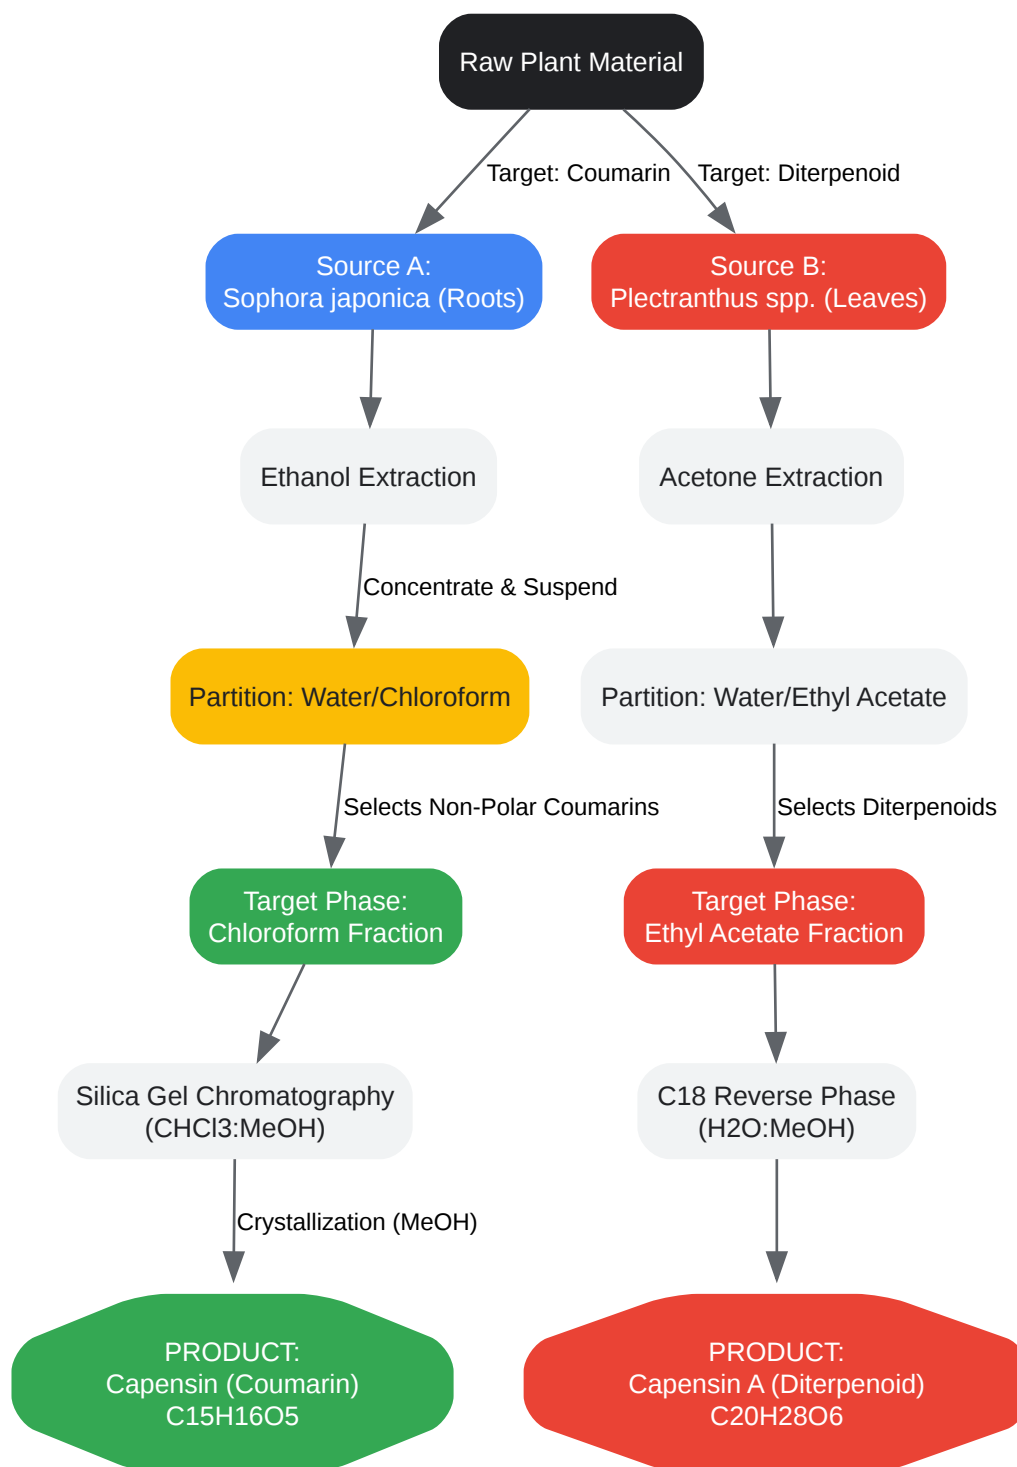 Raw Plant Material
Target: Coumarin
Target: Diterpenoid
Source A:
Sophora japonica (Roots)
Source B:
Plectranthus spp. (Leaves)
Ethanol Extraction
Acetone Extraction
Concentrate & Suspend
Partition: Water/Chloroform
Partition: Water/Ethyl Acetate
Selects Non-Polar Coumarins
Selects Diterpenoids
Target Phase:
Chloroform Fraction
Target Phase:
Ethyl Acetate Fraction
Silica Gel Chromatography
(CHCl3:MeOH)
C18 Reverse Phase
(H2O:MeOH)
Crystallization (MeOH)
PRODUCT:
Capensin (Coumarin)
C15H16O5
PRODUCT:
Capensin A (Diterpenoid)
C20H28O6